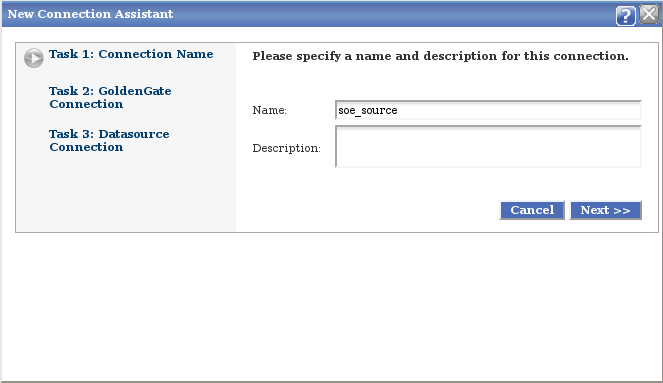 New Connection Assistant
?
Task 1: Connection Name
Task 2: GoldenGate
Connection
Task 3: Datasource
Connection
Please specify a name and description for this connection.
Name:
soe_source
Description:
Cancel
Next >>